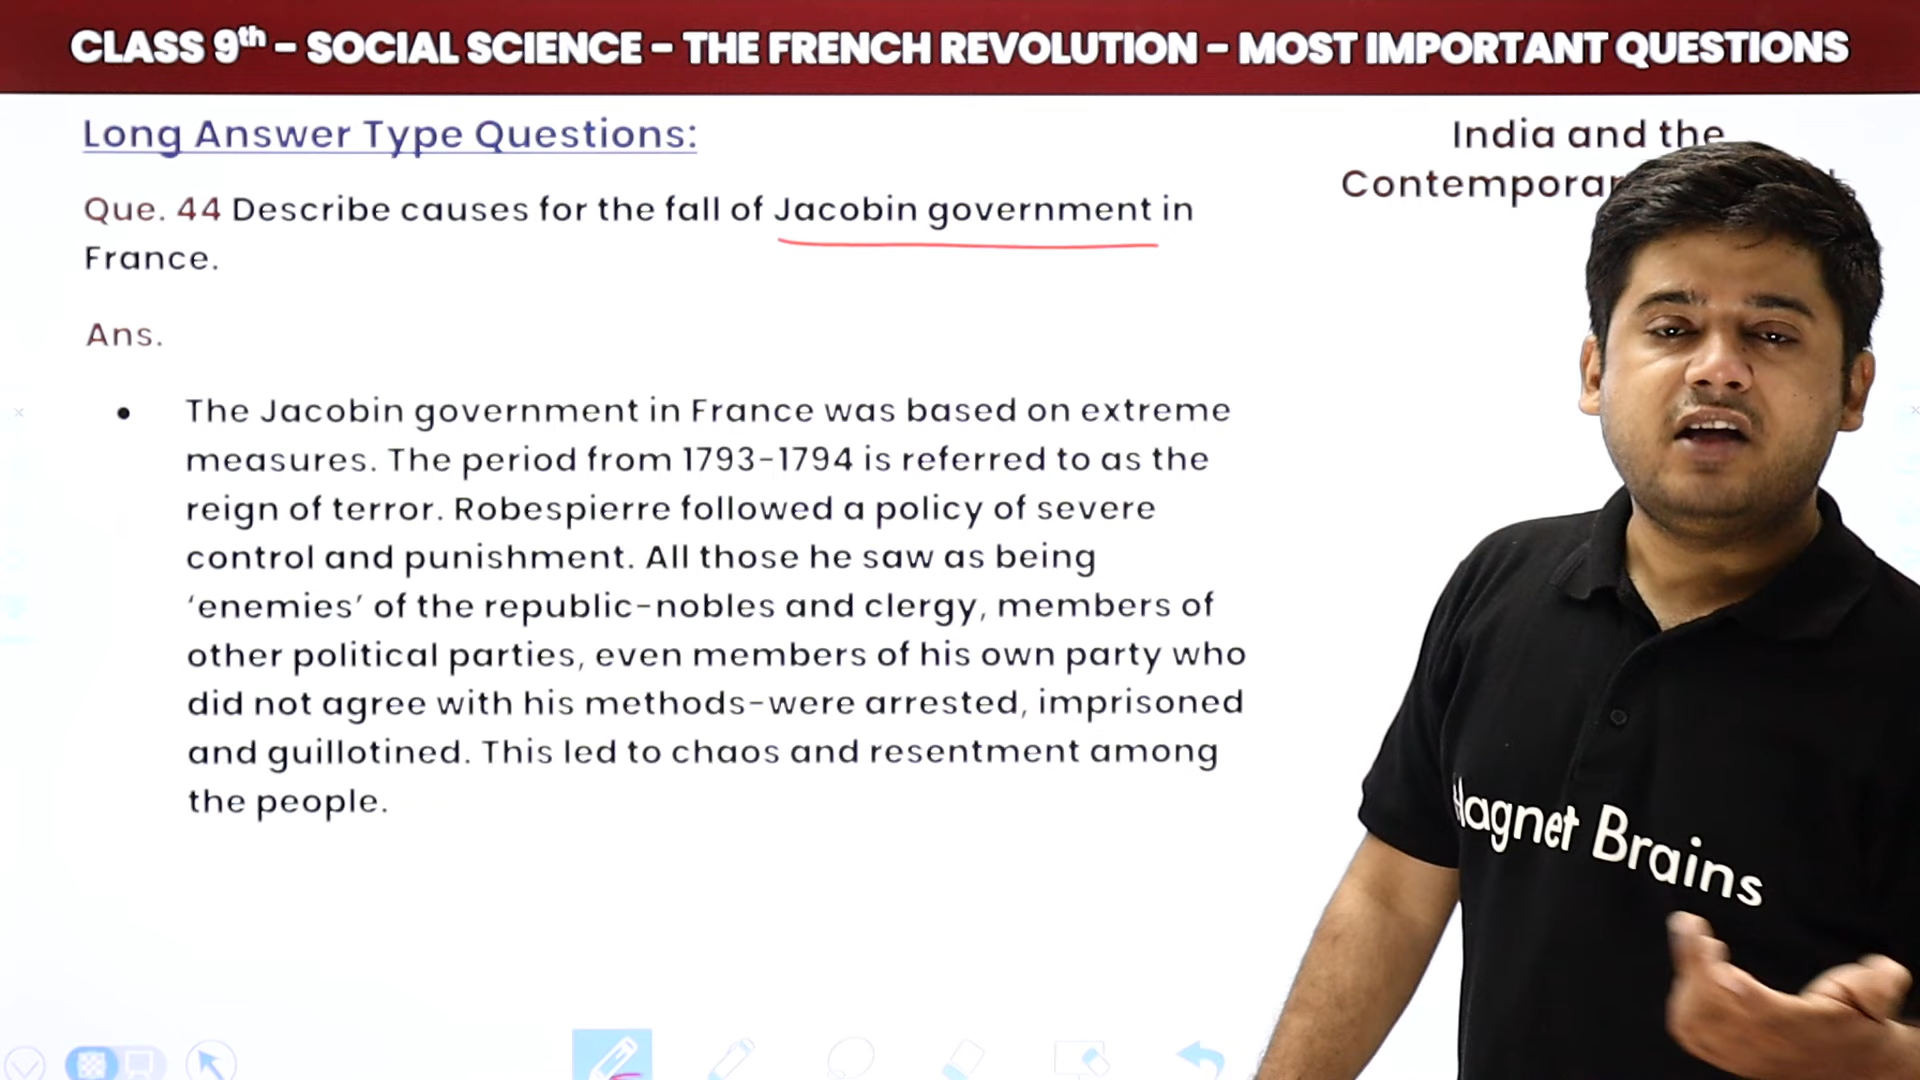 CLASS 9th – SOCIAL SCIENCE – THE FRENCH REVOLUTION – MOST IMPORTANT QUESTIONS
Long Answer Type Questions:
India and the
Que. 44 Describe causes for the fall of Jacobin government in
France.
Ans.
• The Jacobin government in France was based on extreme
measures. The period from 1793-1794 is referred to as the
reign of terror. Robespierre followed a policy of severe
control and punishment. All those he saw as being
‘enemies’ of the republic-nobles and clergy, members of
other political parties, even members of his own party who
did not agree with his methods-were arrested, imprisoned
and guillotined. This led to chaos and resentment among
the people.
Brains